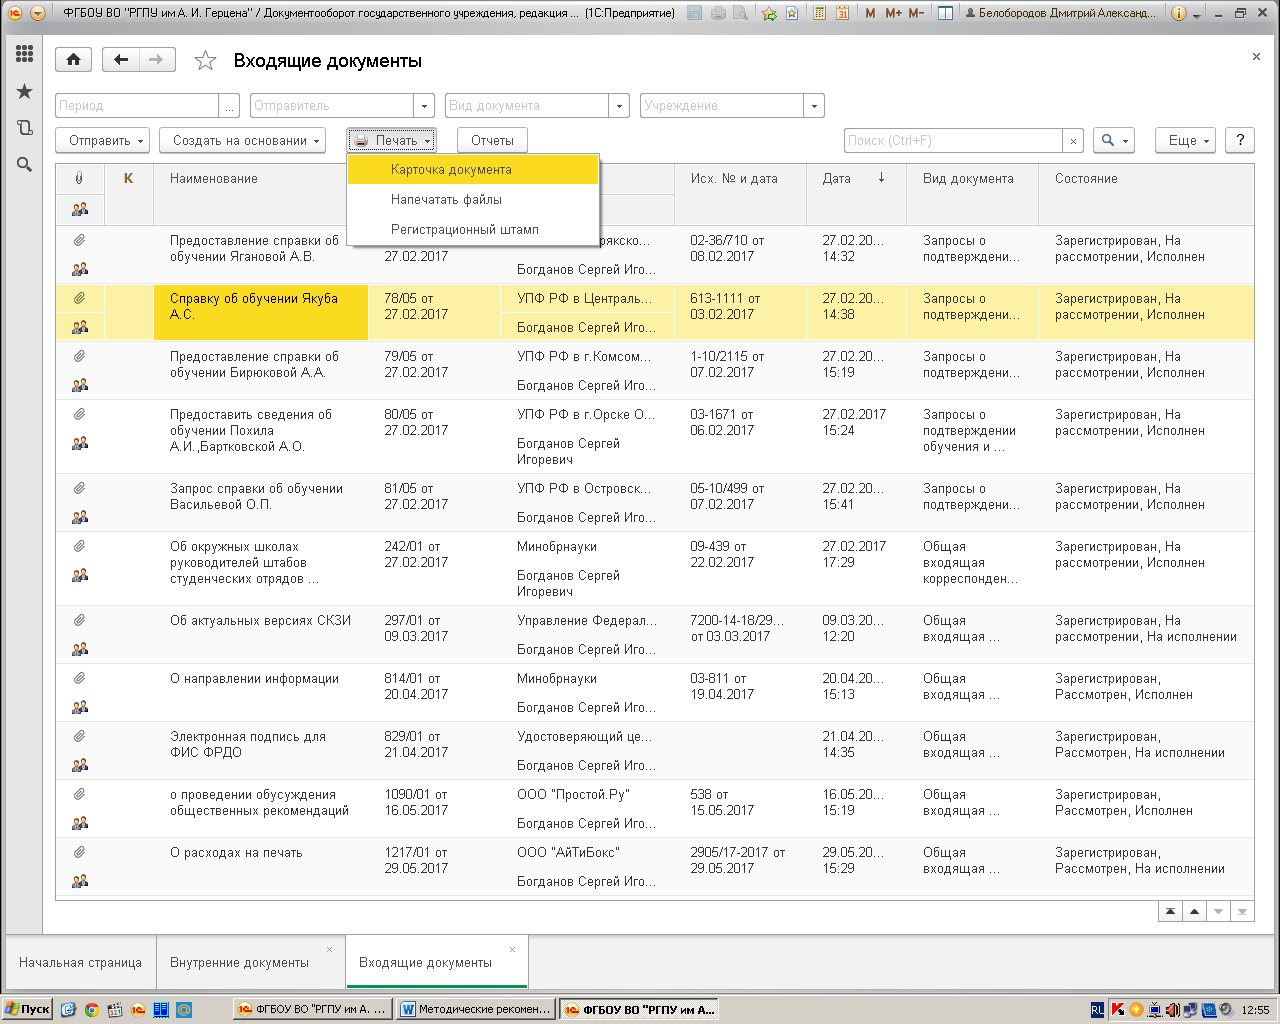 ФГБОУ ВО "РГПУ им А. И. Герцена" / Документооборот государственного учреждения, редакция ... (1С:Предприятие)
M M+ M- Белобородов Дмитрий Александ...
Входящие документы
Период ... Отправитель Вид документа Учреждение
Отправить Создать на основании Печать Отчеты Поиск (Ctrl+F) Еще ?
Карточка документа
Напечатать файлы
Регистрационный штамп
К Наименование Исх. № и дата Дата ↓ Вид документа Состояние
Предоставление справки об рякско... 02-36/710 от 27.02.20... Запросы о Зарегистрирован, На
обучении Ягановой А.В. 27.02.2017 08.02.2017 14:32 подтверждени... рассмотрении, Исполнен
Богданов Сергей Иго...
Справку об обучении Якуба 78/05 от УПФ РФ в Централь... 613-1111 от 27.02.20... Запросы о Зарегистрирован, На
А.С. 27.02.2017 03.02.2017 14:38 подтверждени... рассмотрении, Исполнен
Богданов Сергей Иго...
Предоставление справки об 79/05 от УПФ РФ в г.Комсом... 1-10/2115 от 27.02.20... Запросы о Зарегистрирован, На
обучении Бирюковой А.А. 27.02.2017 07.02.2017 15:19 подтверждени... рассмотрении, Исполнен
Богданов Сергей Иго...
Предоставить сведения об 80/05 от УПФ РФ в г.Орске О... 03-1671 от 27.02.2017 Запросы о Зарегистрирован, На
обучении Похила 27.02.2017 06.02.2017 15:24 подтверждении рассмотрении, Исполнен
А.И.,Бартковской А.О. Богданов Сергей обучения и ...
Игоревич
Запрос справки об обучении 81/05 от УПФ РФ в Островск... 05-10/499 от 27.02.20... Запросы о Зарегистрирован, На
Васильевой О.П. 27.02.2017 07.02.2017 15:41 подтверждени... рассмотрении, Исполнен
Богданов Сергей Иго...
Об окружных школах 242/01 от Минобрнауки 09-439 от 27.02.2017 Общая Зарегистрирован, На
руководителей штабов 27.02.2017 22.02.2017 17:29 входящая рассмотрении, Исполнен
студенческих отрядов ... Богданов Сергей корреспонден...
Игоревич
Об актуальных версиях СКЗИ 297/01 от Управление Федерал... 7200-14-18/29... 09.03.20... Общая Зарегистрирован, На
09.03.2017 от 03.03.2017 12:20 входящая ... рассмотрении, На исполнении
Богданов Сергей Иго...
О направлении информации 814/01 от Минобрнауки 03-811 от 20.04.20... Общая Зарегистрирован,
20.04.2017 19.04.2017 15:13 входящая ... Рассмотрен, Исполнен
Богданов Сергей Иго...
Электронная подпись для 829/01 от Удостоверяющий це... 21.04.20... Общая Зарегистрирован,
ФИС ФРДО 21.04.2017 14:35 входящая ... Рассмотрен, На исполнении
Богданов Сергей Иго...
о проведении обусуждения 1090/01 от ООО "Простой.Ру" 538 от 16.05.20... Общая Зарегистрирован,
общественных рекомендаций 16.05.2017 15.05.2017 15:19 входящая ... Рассмотрен, Исполнен
Богданов Сергей Иго...
О расходах на печать 1217/01 от ООО "АйТиБокс" 2905/17-2017 от 29.05.20... Общая Зарегистрирован,
29.05.2017 29.05.2017 15:29 входящая ... Рассмотрен, На исполнении
Богданов Сергей Иго...
Начальная страница Внутренние документы Входящие документы
Пуск ФГБОУ ВО "РГПУ им А. ... Методические рекомен... ФГБОУ ВО "РГПУ им А... RL 12:55